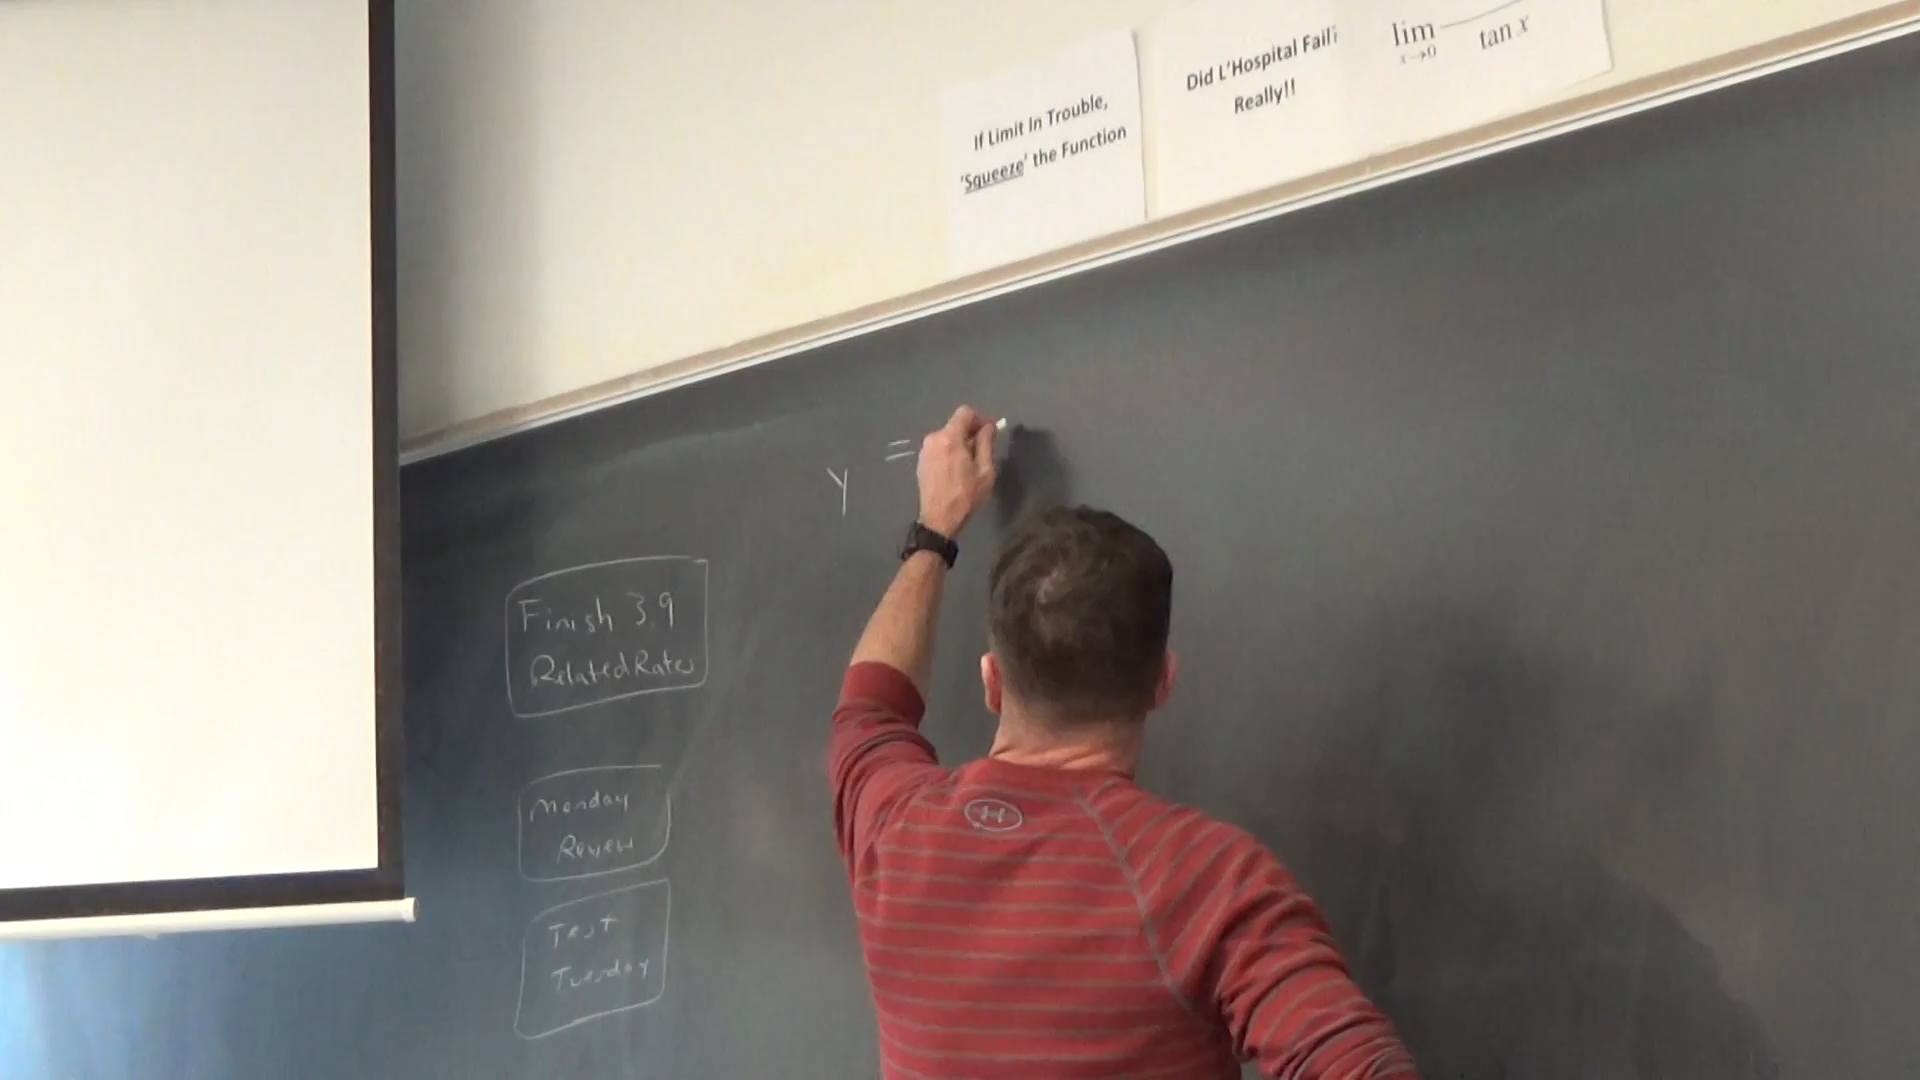 If Limit In Trouble,
'Squeeze' the Function
Did L'Hospital Fail
Really!!
lim
x→0
tan x
y =
Finish 3.9
Related Rates
Monday
Review
Test
Tuesday